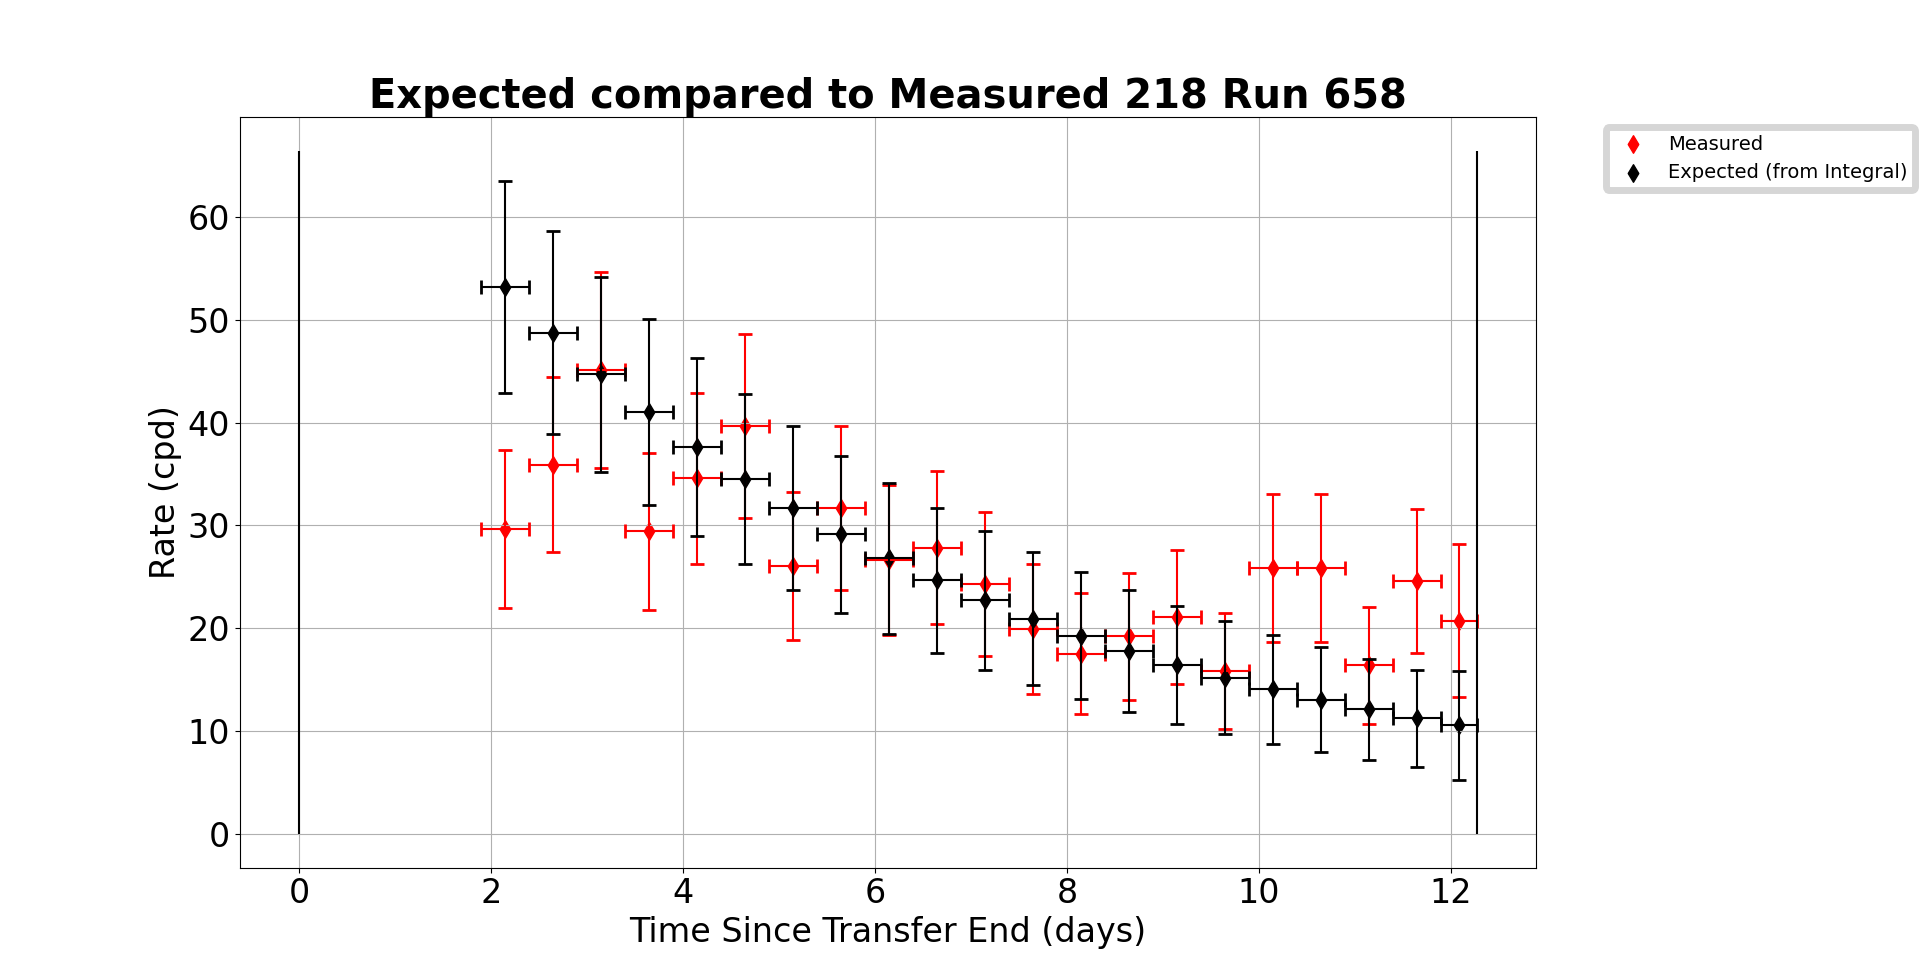 Expected compared to Measured 218 Run 658
Measured
Expected (from Integral)
Rate (cpd)
60
50
40
30
20
10
0
0 2 4 6 8 10 12
Time Since Transfer End (days)